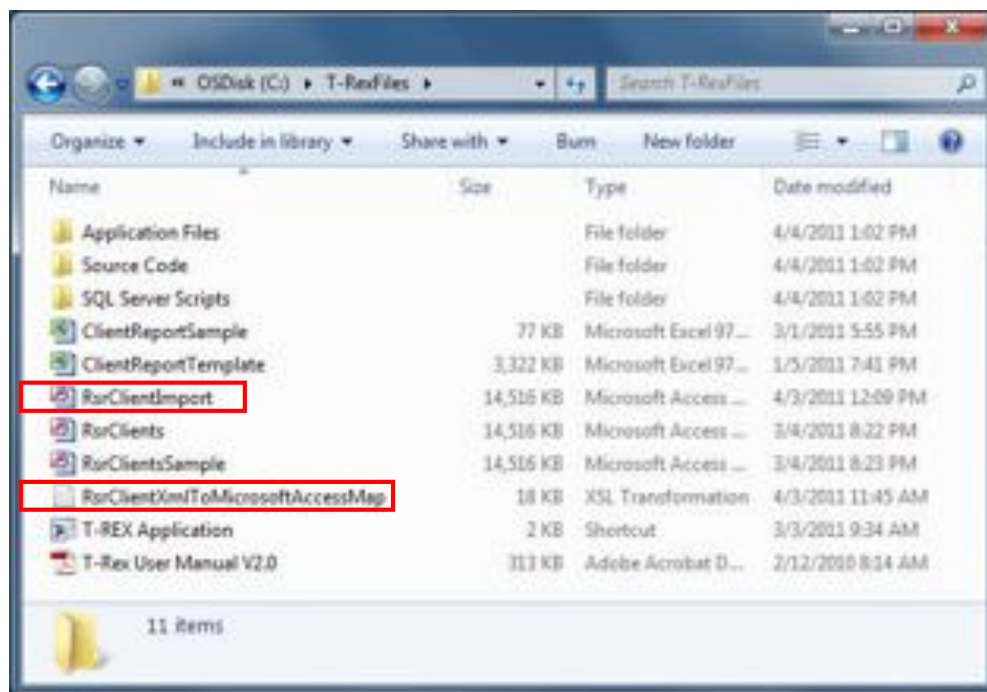 « OSDisk (C:) ▸ T-RexFiles ▸ Search T-RexFiles
Organize Include in library Share with Burn New folder
Name Size Type Date modified
Application Files File folder 4/4/2011 1:02 PM
Source Code File folder 4/4/2011 1:02 PM
SQL Server Scripts File folder 4/4/2011 1:02 PM
ClientReportSample 77 KB Microsoft Excel 97... 3/1/2011 5:55 PM
ClientReportTemplate 3,322 KB Microsoft Excel 97... 1/5/2011 7:41 PM
RsrClientImport 14,516 KB Microsoft Access ... 4/3/2011 12:09 PM
RsrClients 14,516 KB Microsoft Access ... 3/4/2011 8:22 PM
RsrClientsSample 14,516 KB Microsoft Access ... 3/4/2011 8:23 PM
RsrClientXmlToMicrosoftAccessMap 18 KB XSL Transformation 4/3/2011 11:45 AM
T-REX Application 2 KB Shortcut 3/3/2011 9:34 AM
T-Rex User Manual V2.0 313 KB Adobe Acrobat D... 2/12/2010 8:14 AM
11 items